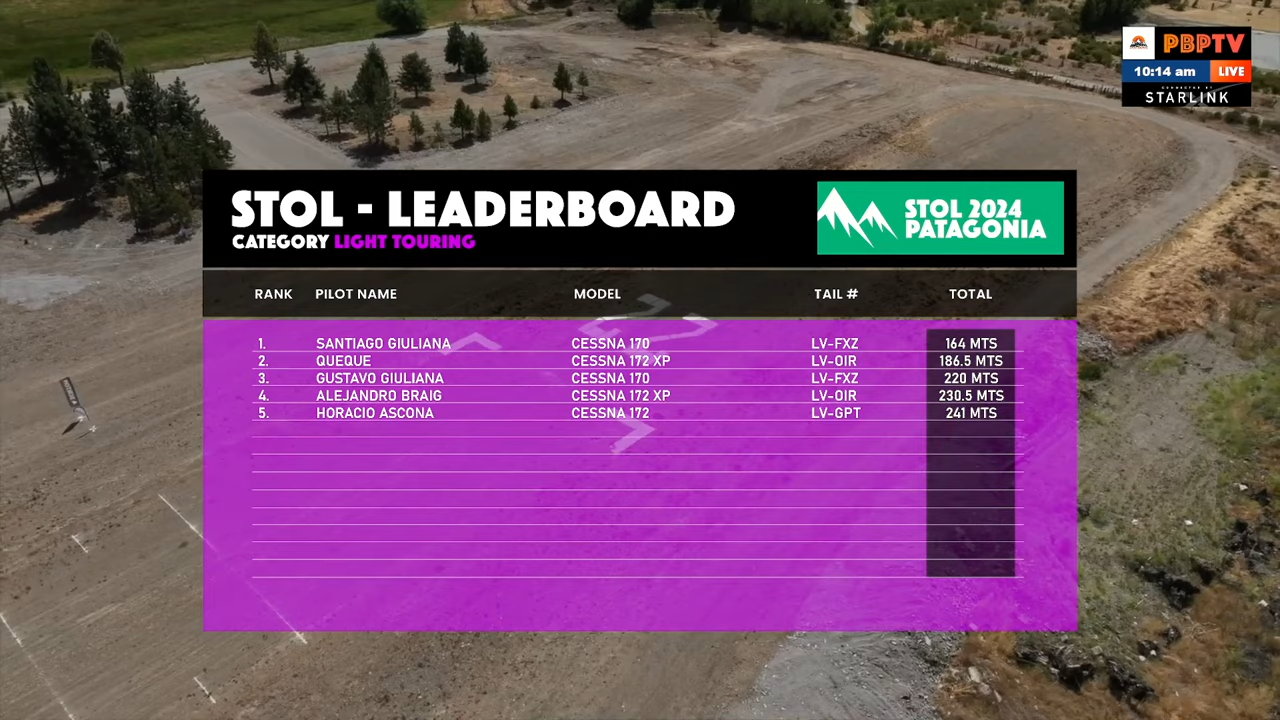 PBPTV
10:14 am LIVE
CONNECTED BY
STARLINK
STOL - LEADERBOARD
CATEGORY LIGHT TOURING
STOL 2024
PATAGONIA
RANK PILOT NAME MODEL TAIL # TOTAL
1. SANTIAGO GIULIANA CESSNA 170 LV-FXZ 164 MTS
2. QUEQUE CESSNA 172 XP LV-OIR 186.5 MTS
3. GUSTAVO GIULIANA CESSNA 170 LV-FXZ 220 MTS
4. ALEJANDRO BRAIG CESSNA 172 XP LV-OIR 230.5 MTS
5. HORACIO ASCONA CESSNA 172 LV-GPT 241 MTS